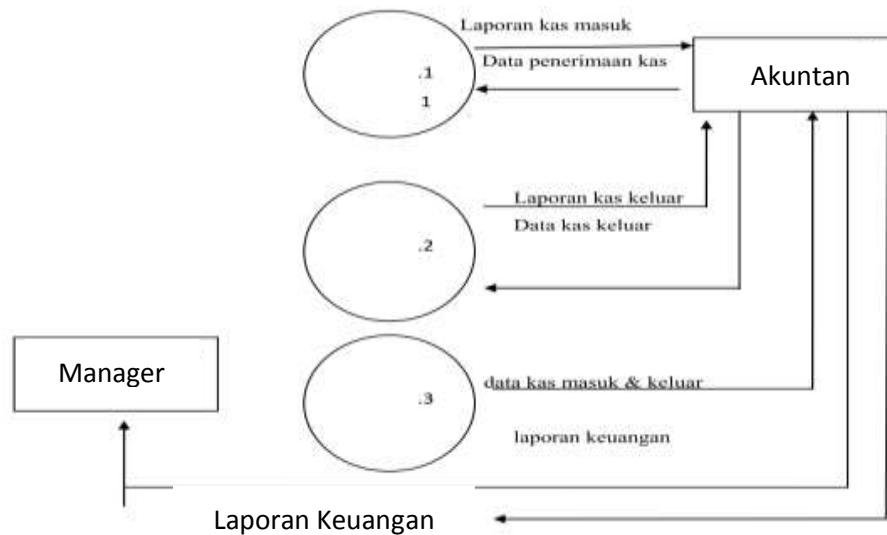 Laporan kas masuk
Data penerimaan kas
.1
1
Akuntan
Laporan kas keluar
Data kas keluar
.2
Manager
data kas masuk & keluar
.3
laporan keuangan
Laporan Keuangan